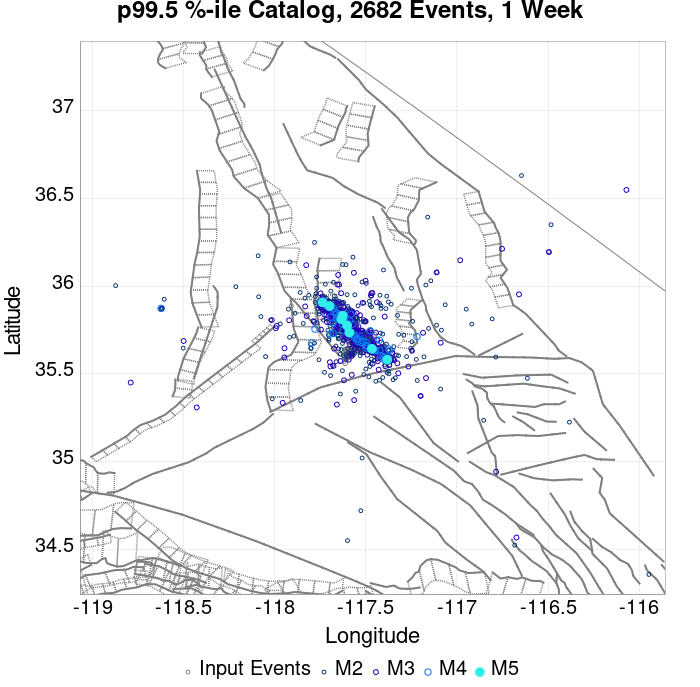 p99.5 %-ile Catalog, 2682 Events, 1 Week
37
36.5
36
35.5
35
34.5
Latitude
-119 -118.5 -118 -117.5 -117 -116.5 -116
Longitude
Input Events M2 M3 M4 M5